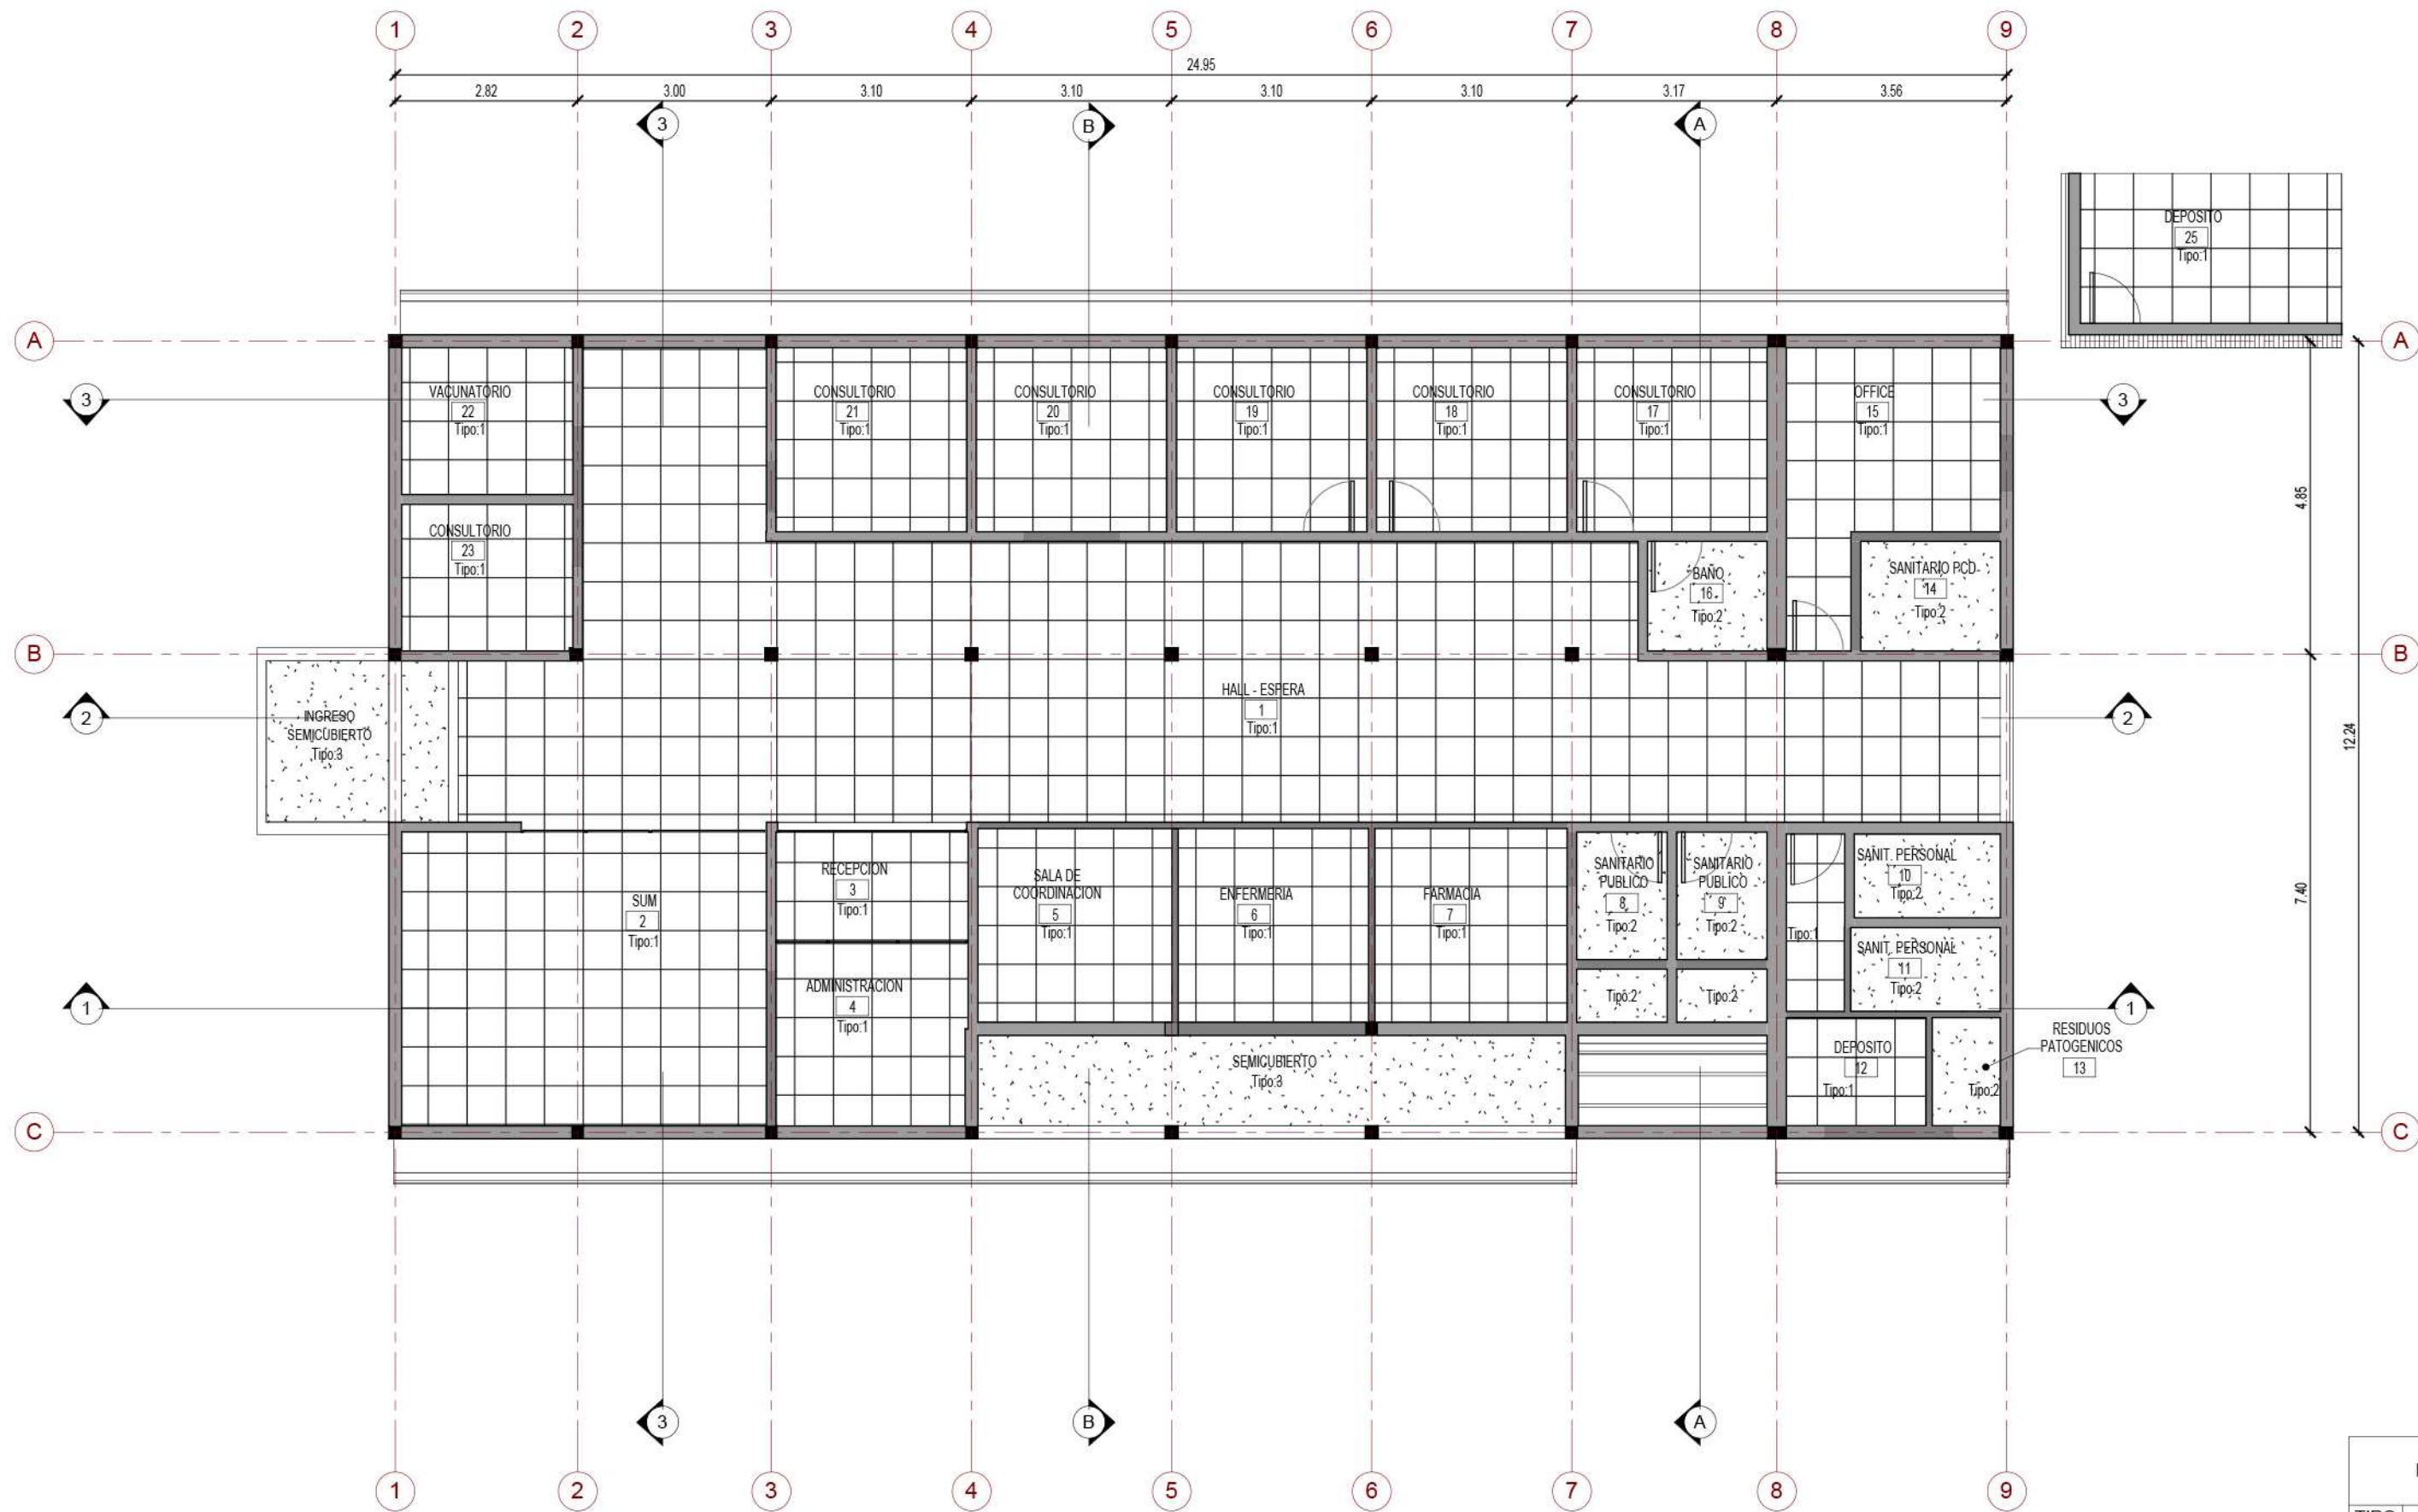 1 2 3 4 5 6 7 8 9
24.95
2.82 3.00 3.10 3.10 3.10 3.10 3.17 3.56
3 B A
DEPOSITO
25
Tipo:1
A A
3 3
VACUNATORIO
22
Tipo:1
CONSULTORIO
21
Tipo:1
CONSULTORIO
20
Tipo:1
CONSULTORIO
19
Tipo:1
CONSULTORIO
18
Tipo:1
CONSULTORIO
17
Tipo:1
OFFICE
15
Tipo:1
4.85
CONSULTORIO
23
Tipo:1
BAÑO
16
Tipo:2
SANITARIO PCD
14
Tipo:2
B B
12.24
2 2
INGRESO
SEMICUBIERTO
Tipo:3
HALL - ESPERA
1
Tipo:1
SUM
2
Tipo:1
RECEPCION
3
Tipo:1
SALA DE
COORDINACION
5
Tipo:1
ENFERMERIA
6
Tipo:1
FARMACIA
7
Tipo:1
SANITARIO
PUBLICO
8
Tipo:2
SANITARIO
PUBLICO
9
Tipo:2
SANIT. PERSONAL
10
Tipo:2
7.40
Tipo:1
SANIT. PERSONAL
11
Tipo:2
ADMINISTRACION
4
Tipo:1
Tipo:2
Tipo:2
1 1
RESIDUOS
PATOGENICOS
13
SEMICUBIERTO
Tipo:3
DEPOSITO
12
Tipo:1
Tipo:2
C C
3 B A
1 2 3 4 5 6 7 8 9